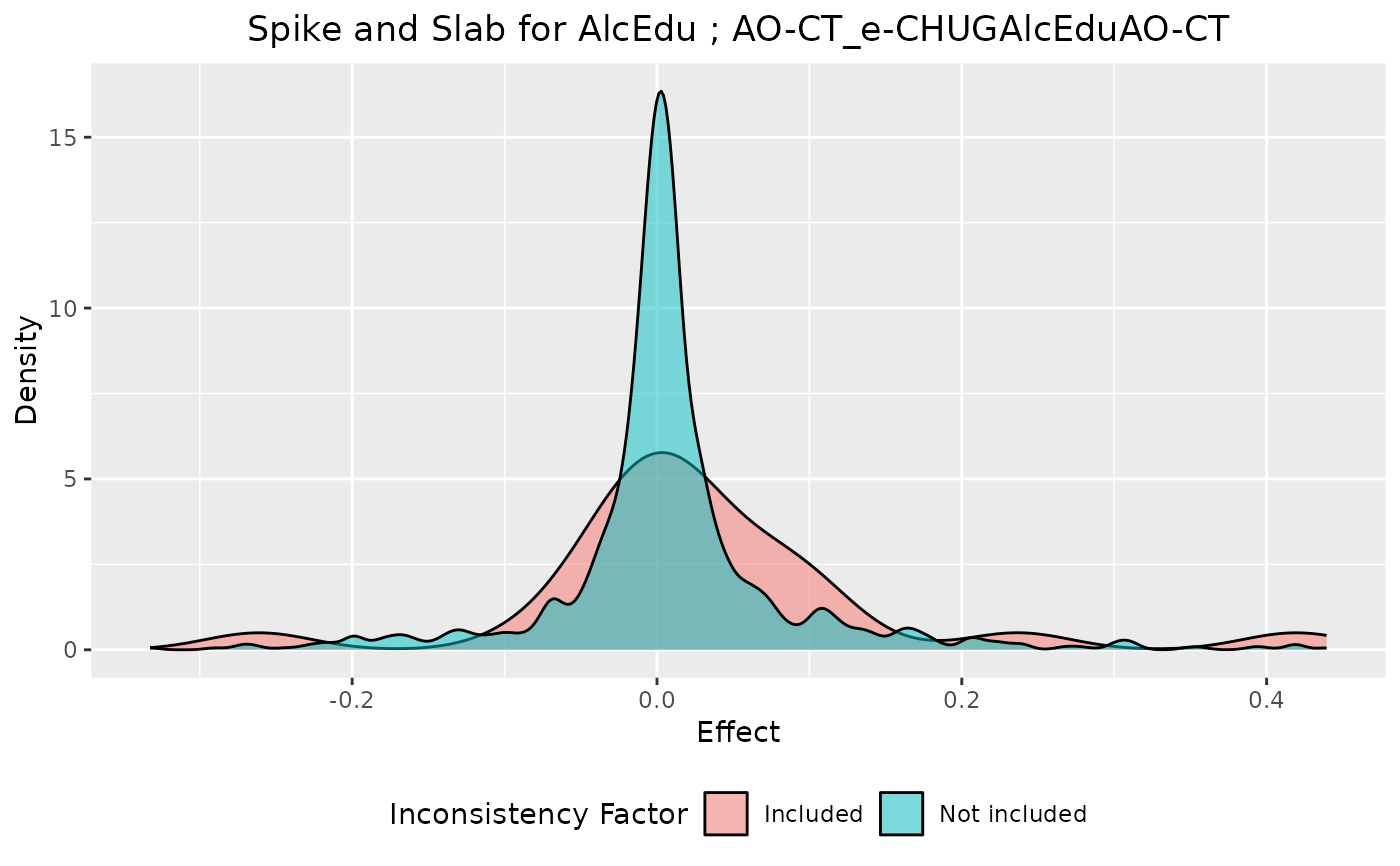 Spike and Slab for AlcEdu ; AO-CT_e-CHUGAlcEduAO-CT
15
10
5
0
Density
-0.2 0.0 0.2 0.4
Effect
Inconsistency Factor Included Not included